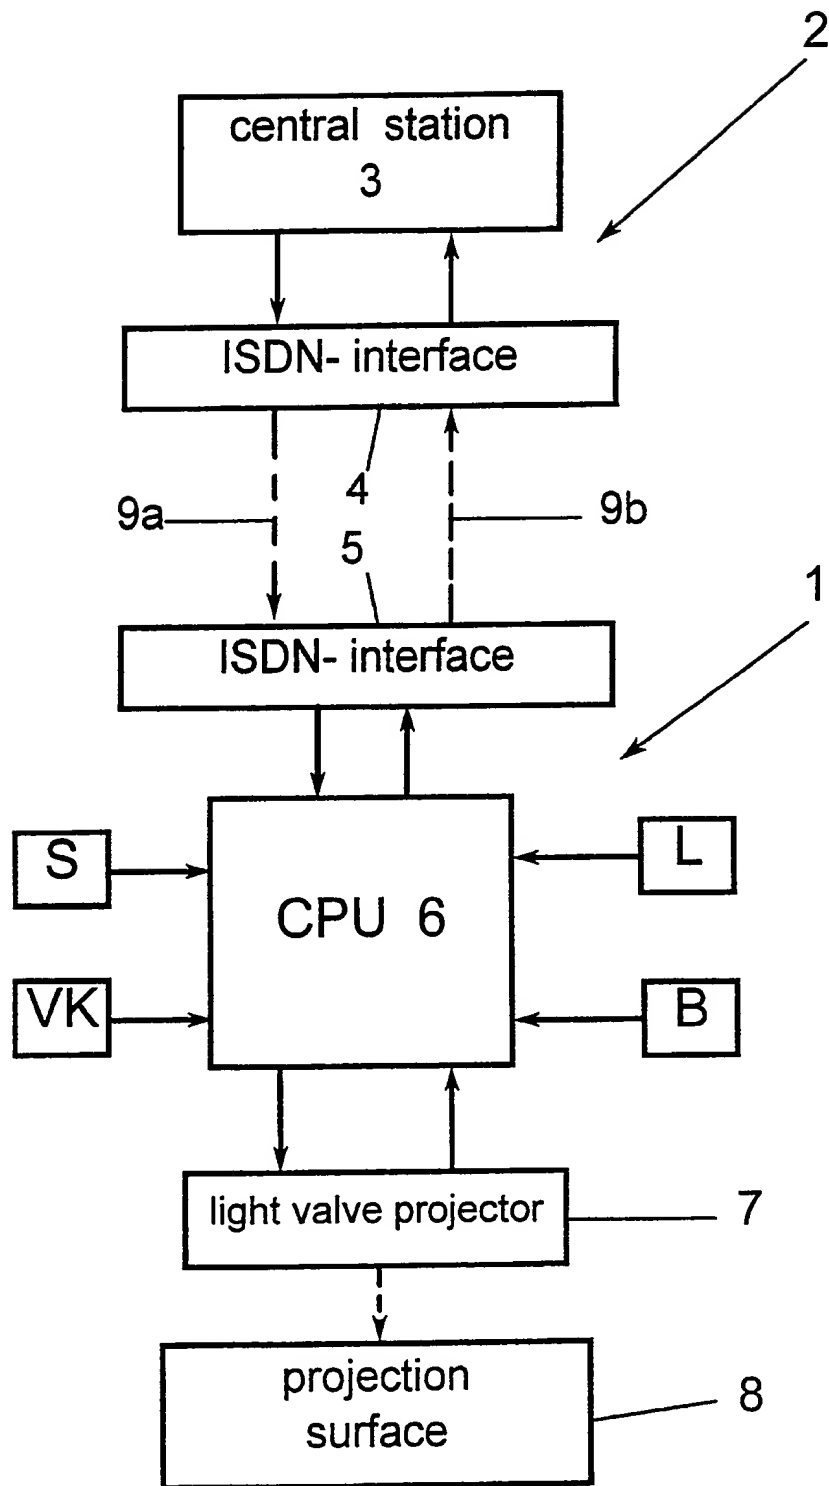 2
central station
3
ISDN- interface
4
9a
9b
5
1
ISDN- interface
S
L
CPU 6
VK
B
light valve projector
7
projection
surface
8